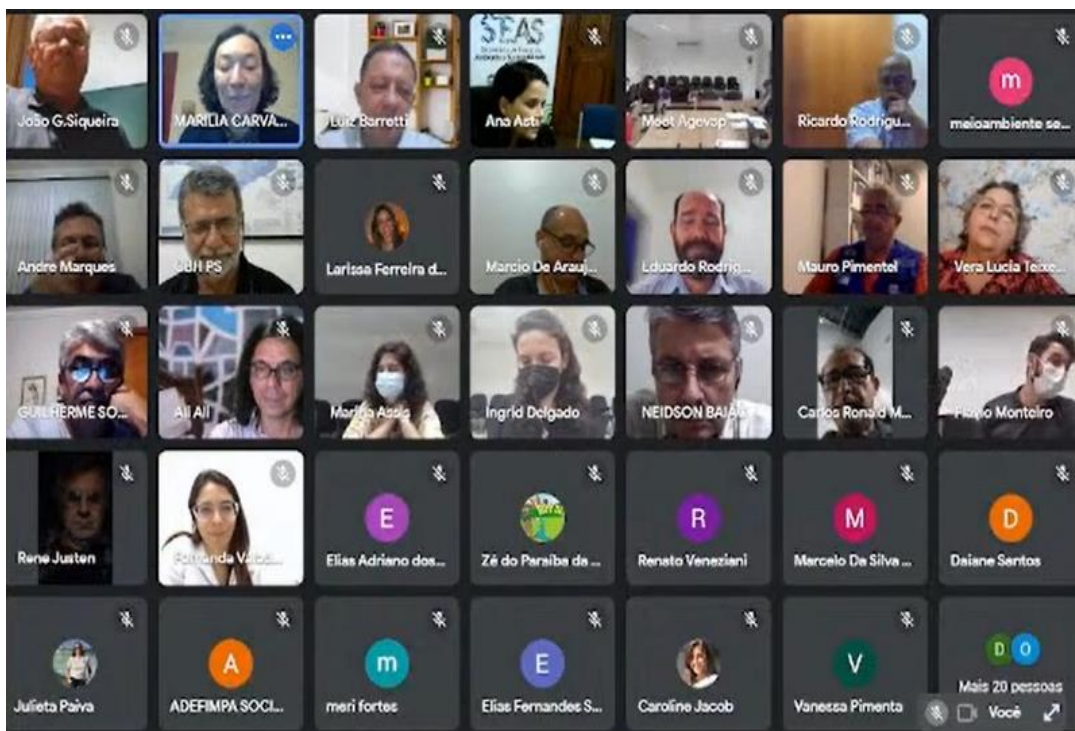 SEAS
João G.Siqueira
MARILIA CARVA...
Luiz Barretti
Ana Asti
Meet Agevap
Ricardo Rodrigu...
m
meioambiente se...
Andre Marques
CBH PS
Larissa Ferreira d...
Marcio De Arauj...
Eduardo Rodrig...
Mauro Pimentel
Vera Lucia Teixe...
GUILHERME SO...
Ali Ali
Marina Assis
Ingrid Delgado
NEIDSON BAIA
Carlos Ronald M...
Flavio Monteiro
Rene Justen
E
Elias Adriano dos...
Zé do Paraíba da ...
R
Renato Veneziani
M
Marcelo Da Silva ...
D
Daiane Santos
Julieta Paiva
A
ADEFIMPA SOCI...
m
meri fortes
E
Elias Fernandes S...
Caroline Jacob
V
Vanessa Pimenta
D O
Mais 20 pessoas
Você